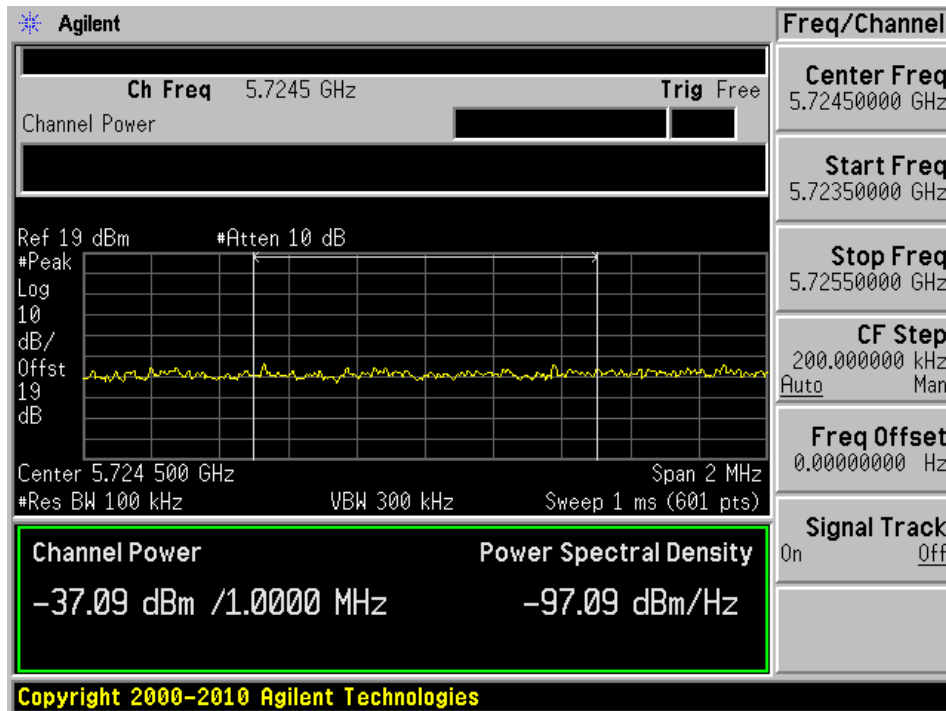 Agilent
Freq/Channel
Ch Freq 5.7245 GHz Trig Free
Channel Power
Center Freq
5.72450000 GHz
Start Freq
5.72350000 GHz
Stop Freq
5.72550000 GHz
CF Step
200.000000 kHz
Auto Man
Freq Offset
0.00000000 Hz
Signal Track
On Off
Ref 19 dBm #Atten 10 dB
#Peak
Log
10
dB/
Offst
19
dB
Center 5.724 500 GHz Span 2 MHz
#Res BW 100 kHz VBW 300 kHz Sweep 1 ms (601 pts)
Channel Power Power Spectral Density
-37.09 dBm /1.0000 MHz -97.09 dBm/Hz
Copyright 2000-2010 Agilent Technologies